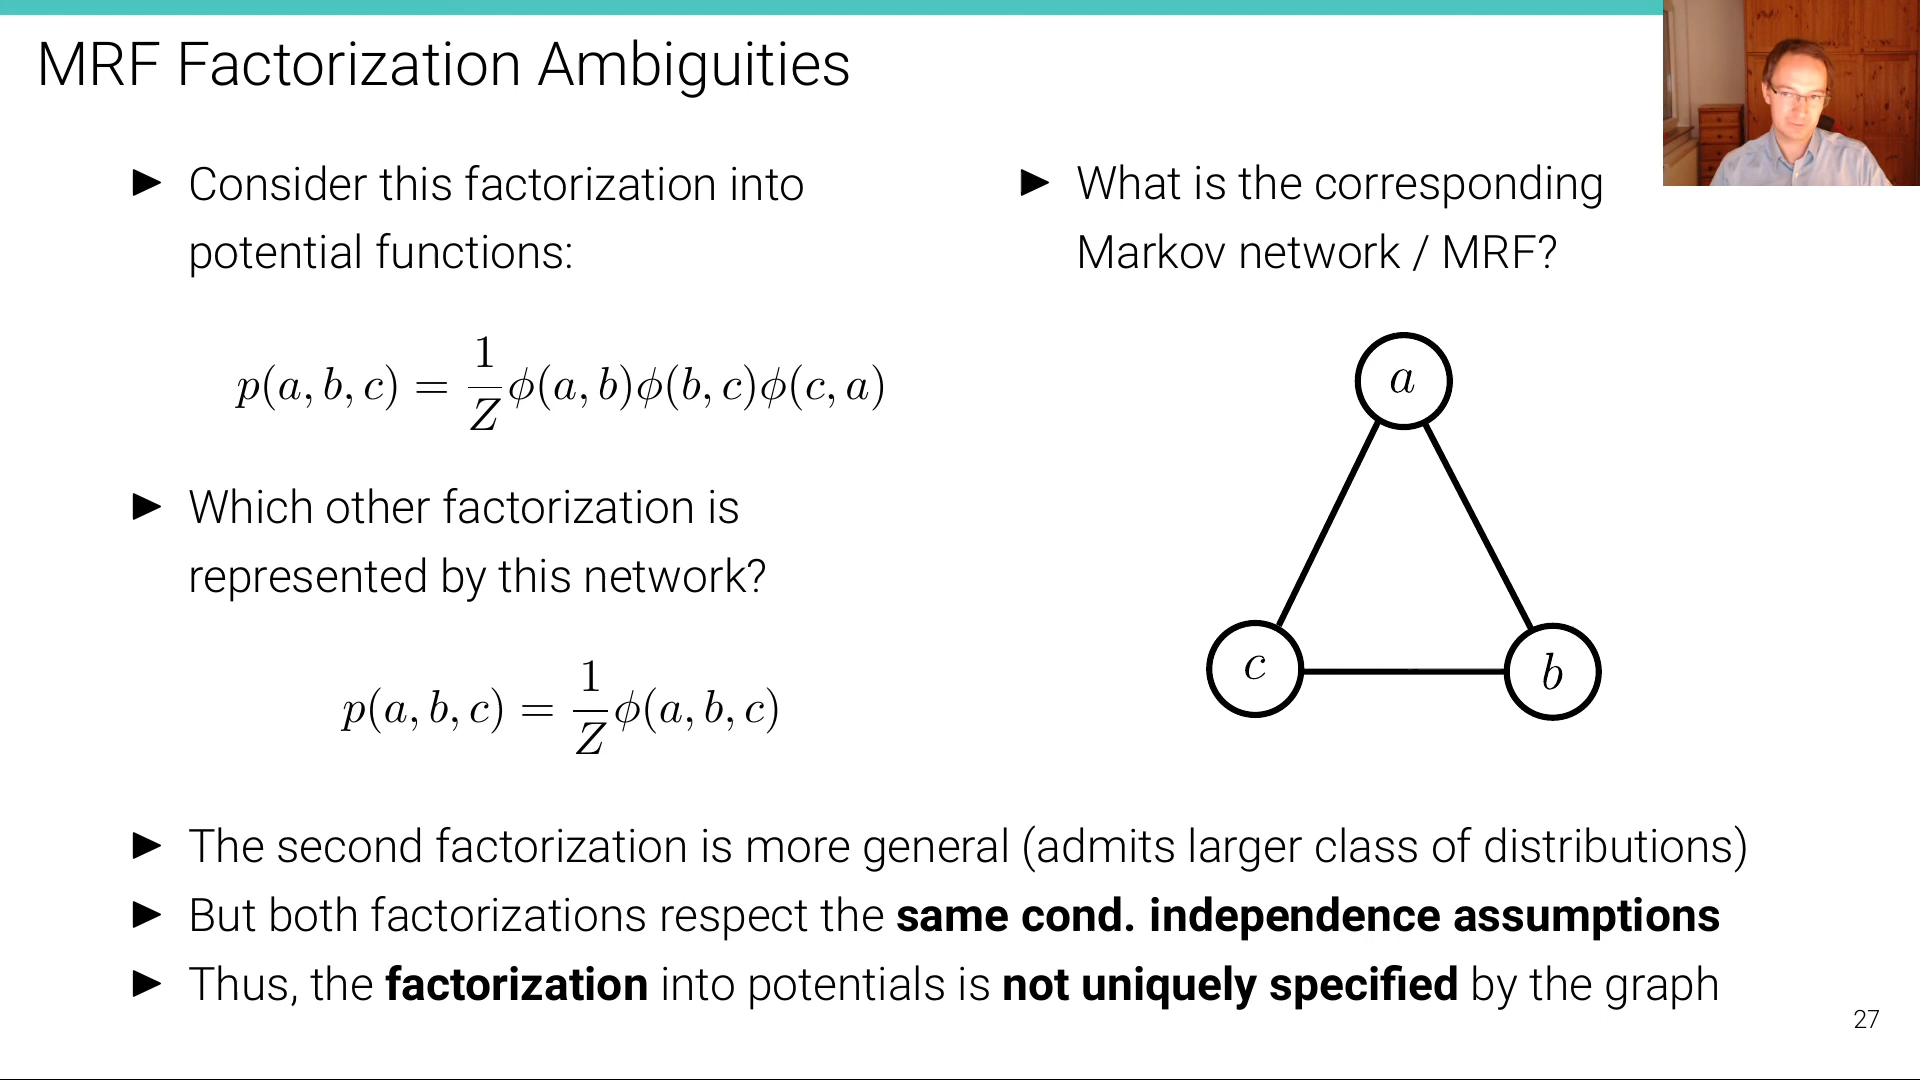 MRF Factorization Ambiguities
▶ Consider this factorization into
potential functions:
p(a, b, c) = \frac{1}{Z} ϕ(a, b)ϕ(b, c)ϕ(c, a)
▶ Which other factorization is
represented by this network?
p(a, b, c) = \frac{1}{Z} ϕ(a, b, c)
▶ What is the corresponding
Markov network / MRF?
a
c
b
▶ The second factorization is more general (admits larger class of distributions)
▶ But both factorizations respect the same cond. independence assumptions
▶ Thus, the factorization into potentials is not uniquely specified by the graph
27